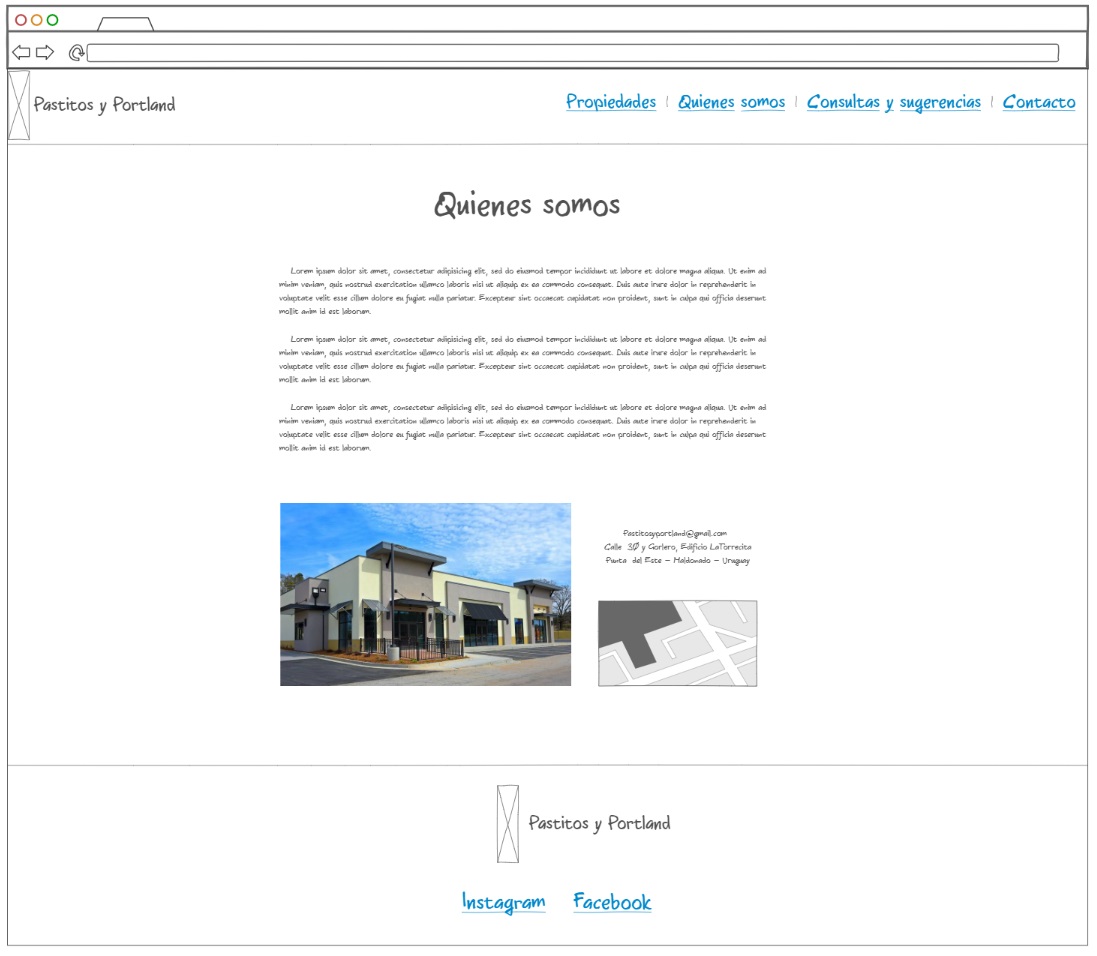 Pastitos y Portland
Propiedades | Quienes somos | Consultas y sugerencias | Contacto
Quienes somos
Lorem ipsum dolor sit amet, consectetur adipisicing elit, sed do eiusmod tempor incididunt ut labore et dolore magna aliqua. Ut enim ad
minim veniam, quis nostrud exercitation ullamco laboris nisi ut aliquip ex ea commodo consequat. Duis aute irure dolor in reprehenderit in
voluptate velit esse cillum dolore eu fugiat nulla pariatur. Excepteur sint occaecat cupidatat non proident, sunt in culpa qui officia deserunt
mollit anim id est laborum.
Lorem ipsum dolor sit amet, consectetur adipisicing elit, sed do eiusmod tempor incididunt ut labore et dolore magna aliqua. Ut enim ad
minim veniam, quis nostrud exercitation ullamco laboris nisi ut aliquip ex ea commodo consequat. Duis aute irure dolor in reprehenderit in
voluptate velit esse cillum dolore eu fugiat nulla pariatur. Excepteur sint occaecat cupidatat non proident, sunt in culpa qui officia deserunt
mollit anim id est laborum.
Lorem ipsum dolor sit amet, consectetur adipisicing elit, sed do eiusmod tempor incididunt ut labore et dolore magna aliqua. Ut enim ad
minim veniam, quis nostrud exercitation ullamco laboris nisi ut aliquip ex ea commodo consequat. Duis aute irure dolor in reprehenderit in
voluptate velit esse cillum dolore eu fugiat nulla pariatur. Excepteur sint occaecat cupidatat non proident, sunt in culpa qui officia deserunt
mollit anim id est laborum.
Pastitosyportland@gmail.com
Calle 30 y Gorlero, Edificio LaTorrecita
Punta del Este - Maldonado - Uruguay
Pastitos y Portland
Instagram Facebook